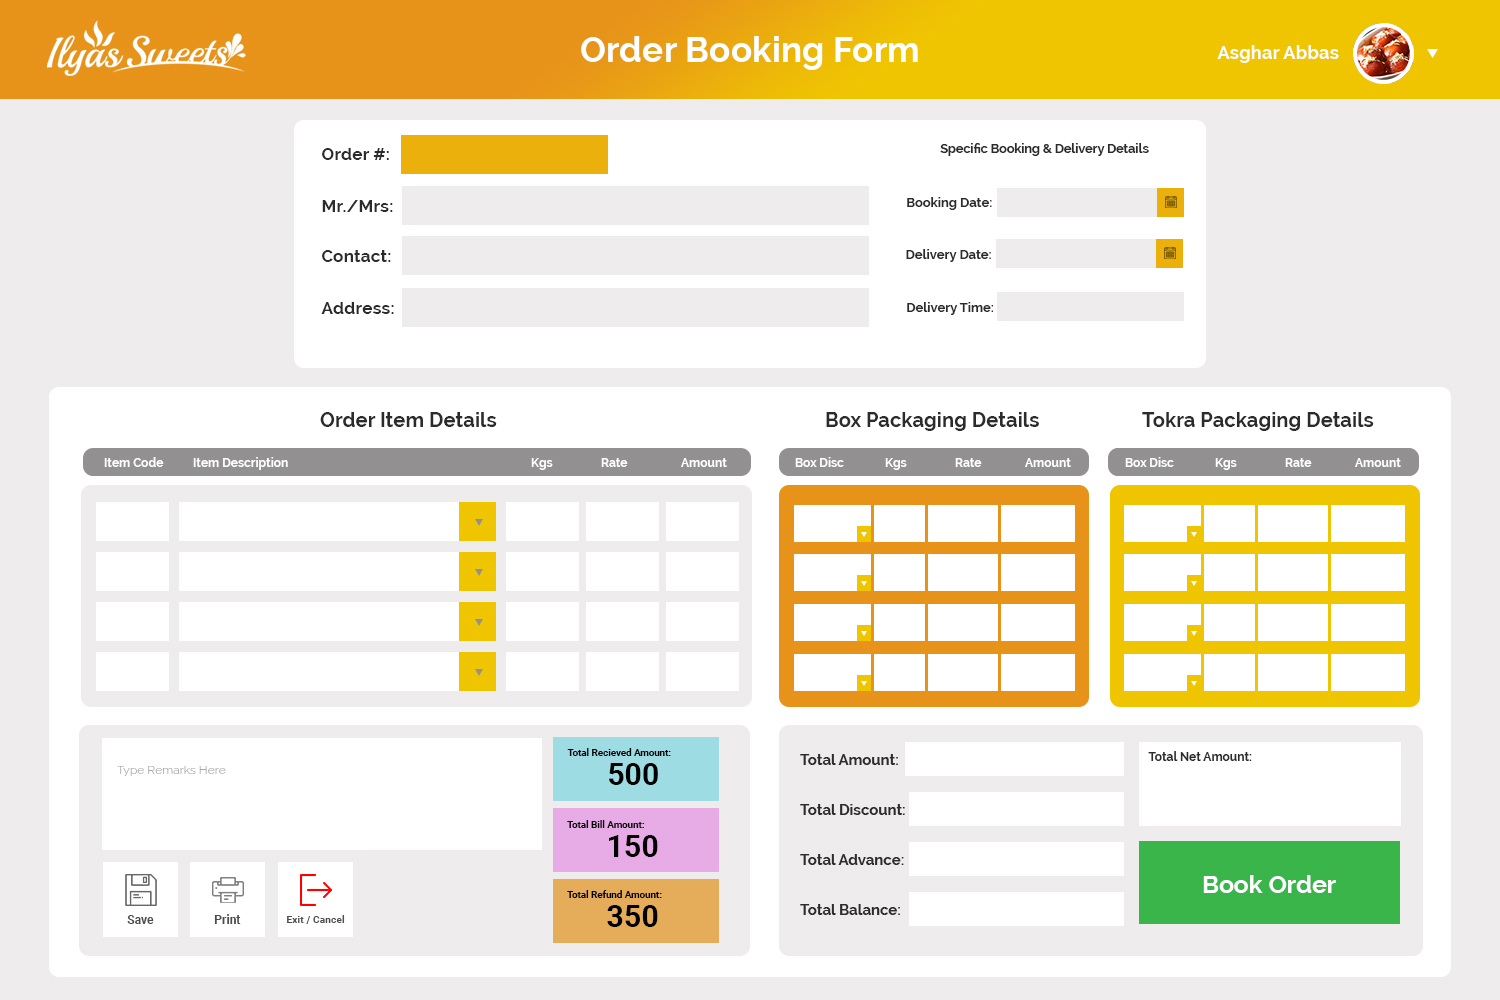 Ilyas Sweets
Order Booking Form
Asghar Abbas
Order #:
Mr./Mrs:
Contact:
Address:
Specific Booking & Delivery Details
Booking Date:
Delivery Date:
Delivery Time:
Order Item Details
Item Code Item Description Kgs Rate Amount
Box Packaging Details
Box Disc Kgs Rate Amount
Tokra Packaging Details
Box Disc Kgs Rate Amount
Type Remarks Here
Save
Print
Exit / Cancel
Total Recieved Amount:
500
Total Bill Amount:
150
Total Refund Amount:
350
Total Amount:
Total Discount:
Total Advance:
Total Balance:
Total Net Amount:
Book Order